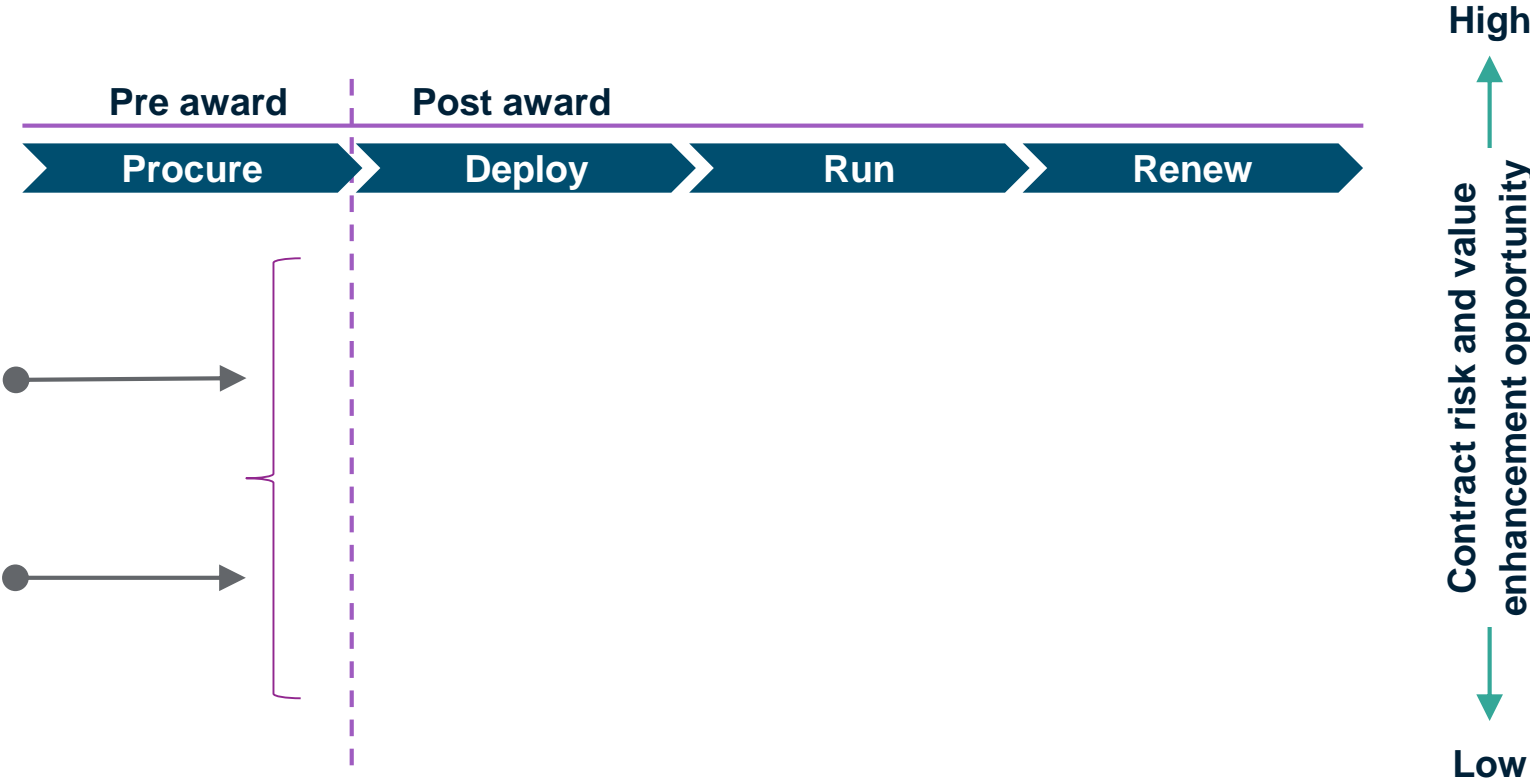 High
Pre award
Post award
Procure
Deploy
Run
Renew
Contract risk and value
enhancement opportunity
Low